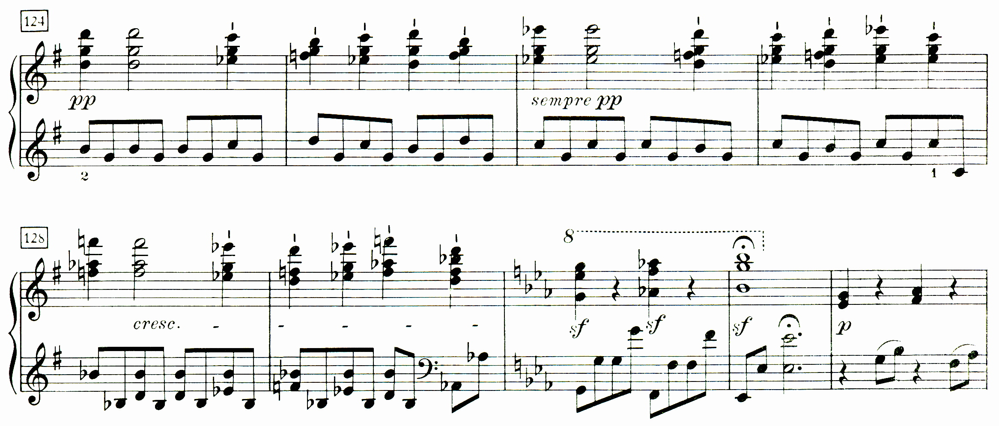 124
pp
sempre pp
2 1
128
8
cresc. - - - - -
sf sf sf p